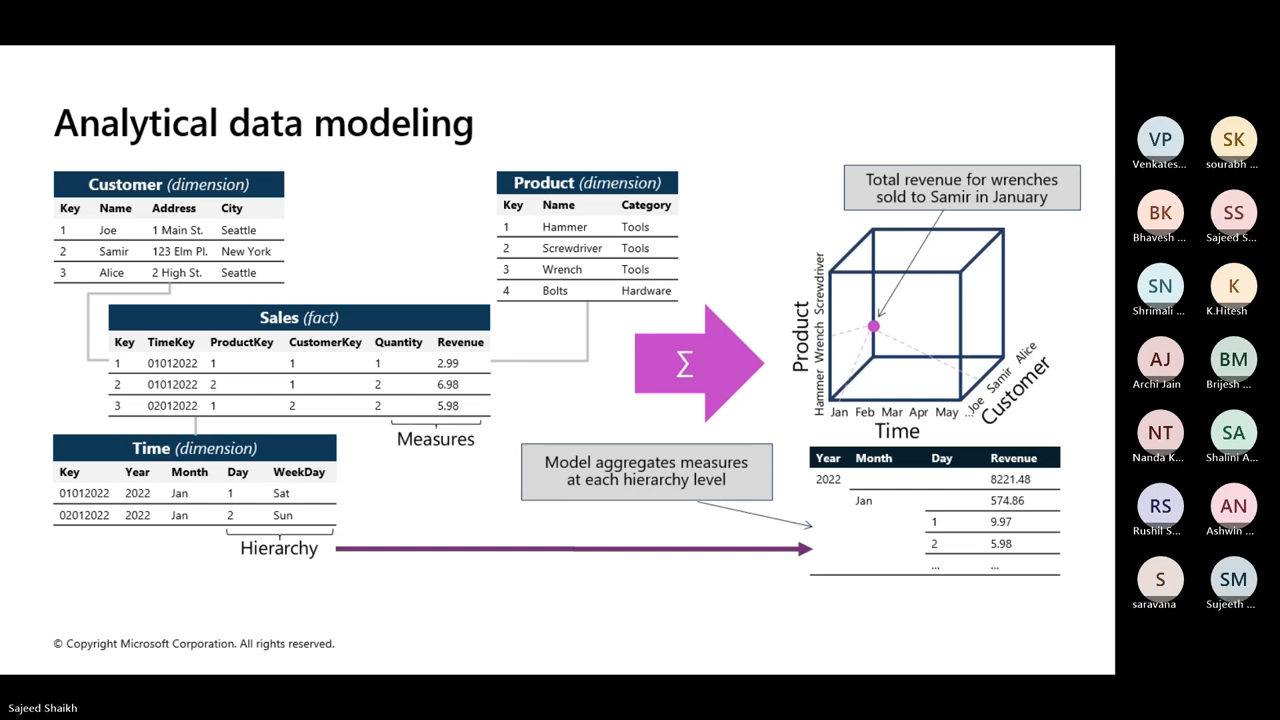 Analytical data modeling
Customer (dimension)
Key Name Address City
1 Joe 1 Main St. Seattle
2 Samir 123 Elm Pl. New York
3 Alice 2 High St. Seattle
Product (dimension)
Key Name Category
1 Hammer Tools
2 Screwdriver Tools
3 Wrench Tools
4 Bolts Hardware
Sales (fact)
Key TimeKey ProductKey CustomerKey Quantity Revenue
1 01012022 1 1 1 2.99
2 01012022 2 1 2 6.98
3 02012022 1 2 2 5.98
Measures
Time (dimension)
Key Year Month Day WeekDay
01012022 2022 Jan 1 Sat
02012022 2022 Jan 2 Sun
Hierarchy
Σ
Total revenue for wrenches
sold to Samir in January
Product
Hammer Wrench Screwdriver
Jan Feb Mar Apr May ...
Time
Joe Samir Alice
Customer
Model aggregates measures
at each hierarchy level
Year Month Day Revenue
2022 8221.48
Jan 574.86
1 9.97
2 5.98
... ...
© Copyright Microsoft Corporation. All rights reserved.
VP SK
Venkates... sourabh ...
BK SS
Bhavesh ... Sajeed S...
SN K
Shrimali ... K.Hitesh
AJ BM
Archi Jain Brijesh ...
NT SA
Nanda K... Shalini A...
RS AN
Rushil S... Ashwin ...
S SM
saravana Sujeeth ...
Sajeed Shaikh